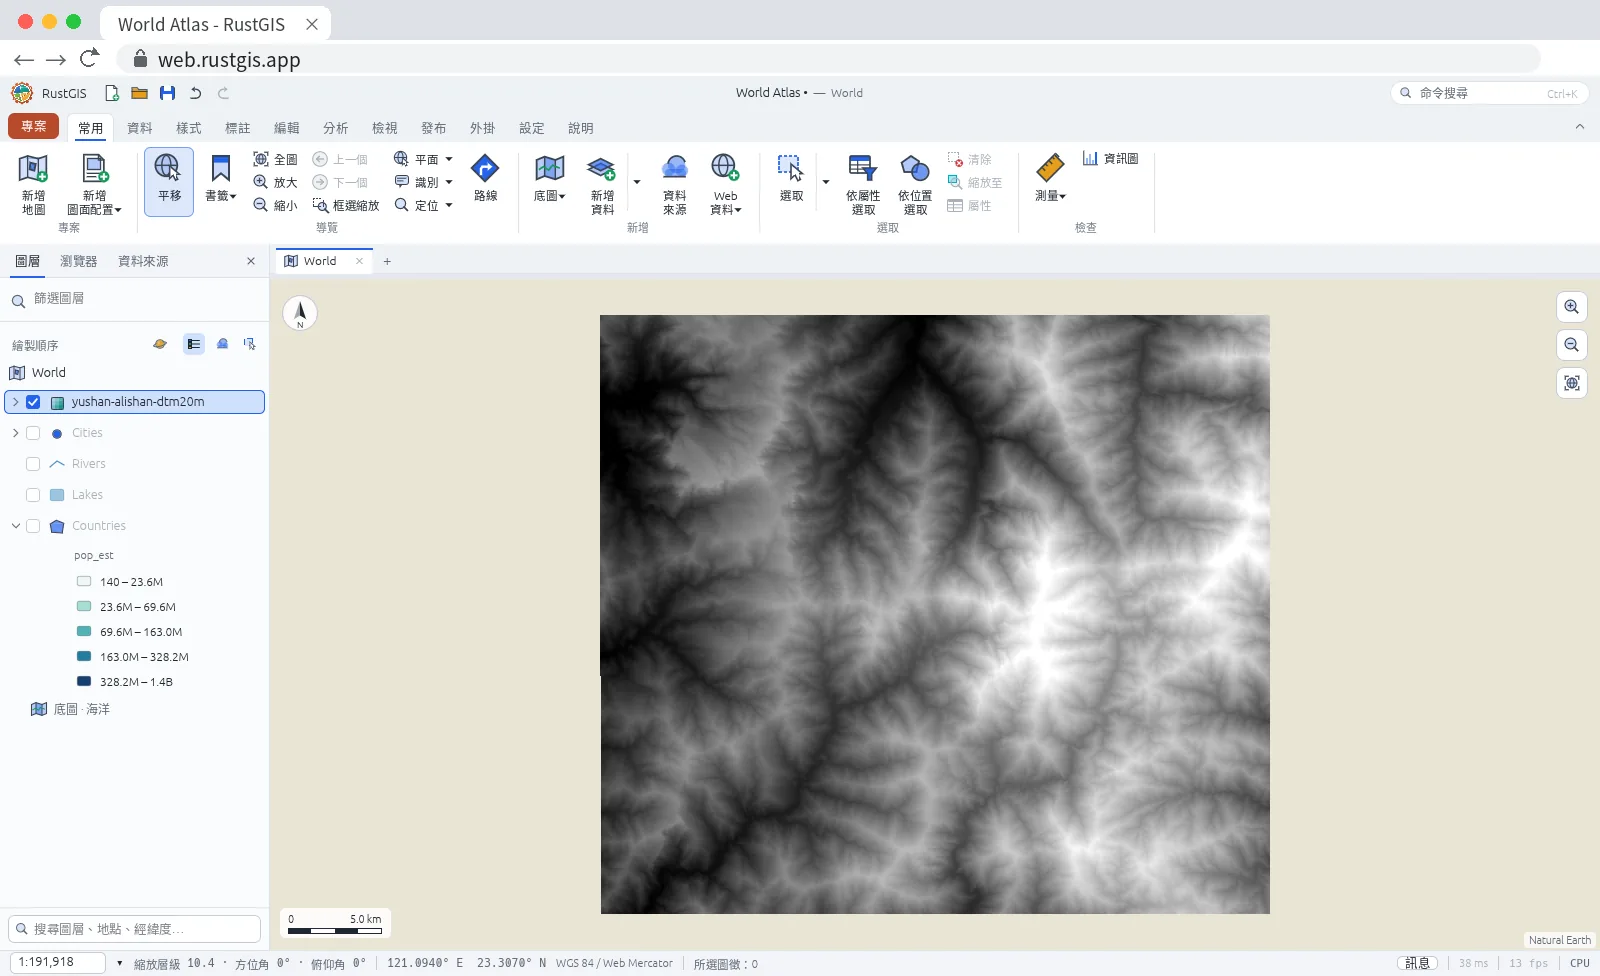 World Atlas - RustGIS
web.rustgis.app
RustGIS
World Atlas • — World
命令搜尋 Ctrl+K
專案 常用 資料 樣式 標註 編輯 分析 檢視 發布 外掛 設定 說明
新增地圖
新增圖面配置
專案
平移
書籤
全圖
放大
縮小
上一個
下一個
框選縮放
平面
識別
定位
路線
導覽
底圖
新增資料
資料來源
Web 資料
新增
選取
依屬性選取
依位置選取
清除
縮放至
屬性
選取
測量
資訊圖
檢查
圖層 瀏覽器 資料來源
World
篩選圖層
N
繪製順序
World
yushan-alishan-dtm20m
Cities
Rivers
Lakes
Countries
pop_est
140 – 23.6M
23.6M – 69.6M
69.6M – 163.0M
163.0M – 328.2M
328.2M – 1.4B
底圖 · 海洋
搜尋圖層、地點、經緯度…
0 5.0 km
Natural Earth
1:191,918 縮放層級 10.4 · 方位角 0° · 俯仰角 0° 121.0940° E 23.3070° N WGS 84 / Web Mercator 所選圖徵：0 訊息 38 ms 13 fps CPU